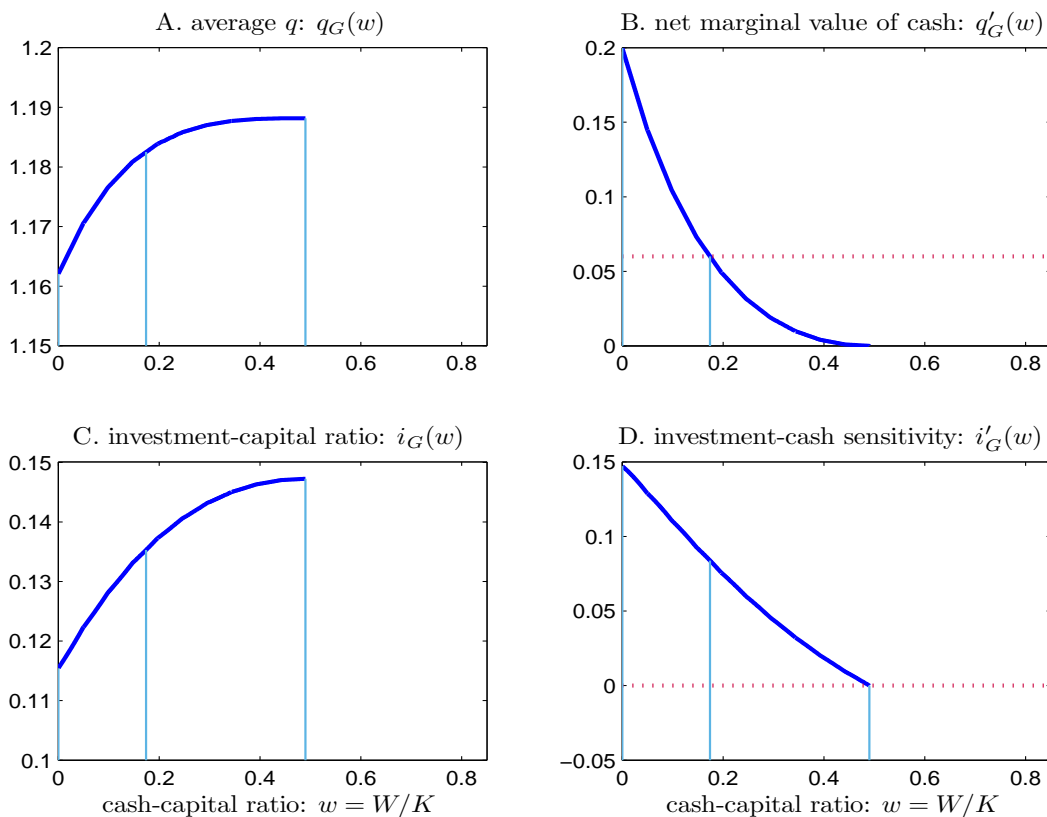 A. average q: q_G(w)
1.2
1.19
1.18
1.17
1.16
1.15
0 0.2 0.4 0.6 0.8
B. net marginal value of cash: q′_G(w)
0.2
0.15
0.1
0.05
0
0 0.2 0.4 0.6 0.8
C. investment-capital ratio: i_G(w)
0.15
0.14
0.13
0.12
0.11
0.1
0 0.2 0.4 0.6 0.8
cash-capital ratio: w = W/K
D. investment-cash sensitivity: i′_G(w)
0.15
0.1
0.05
0
−0.05
0 0.2 0.4 0.6 0.8
cash-capital ratio: w = W/K